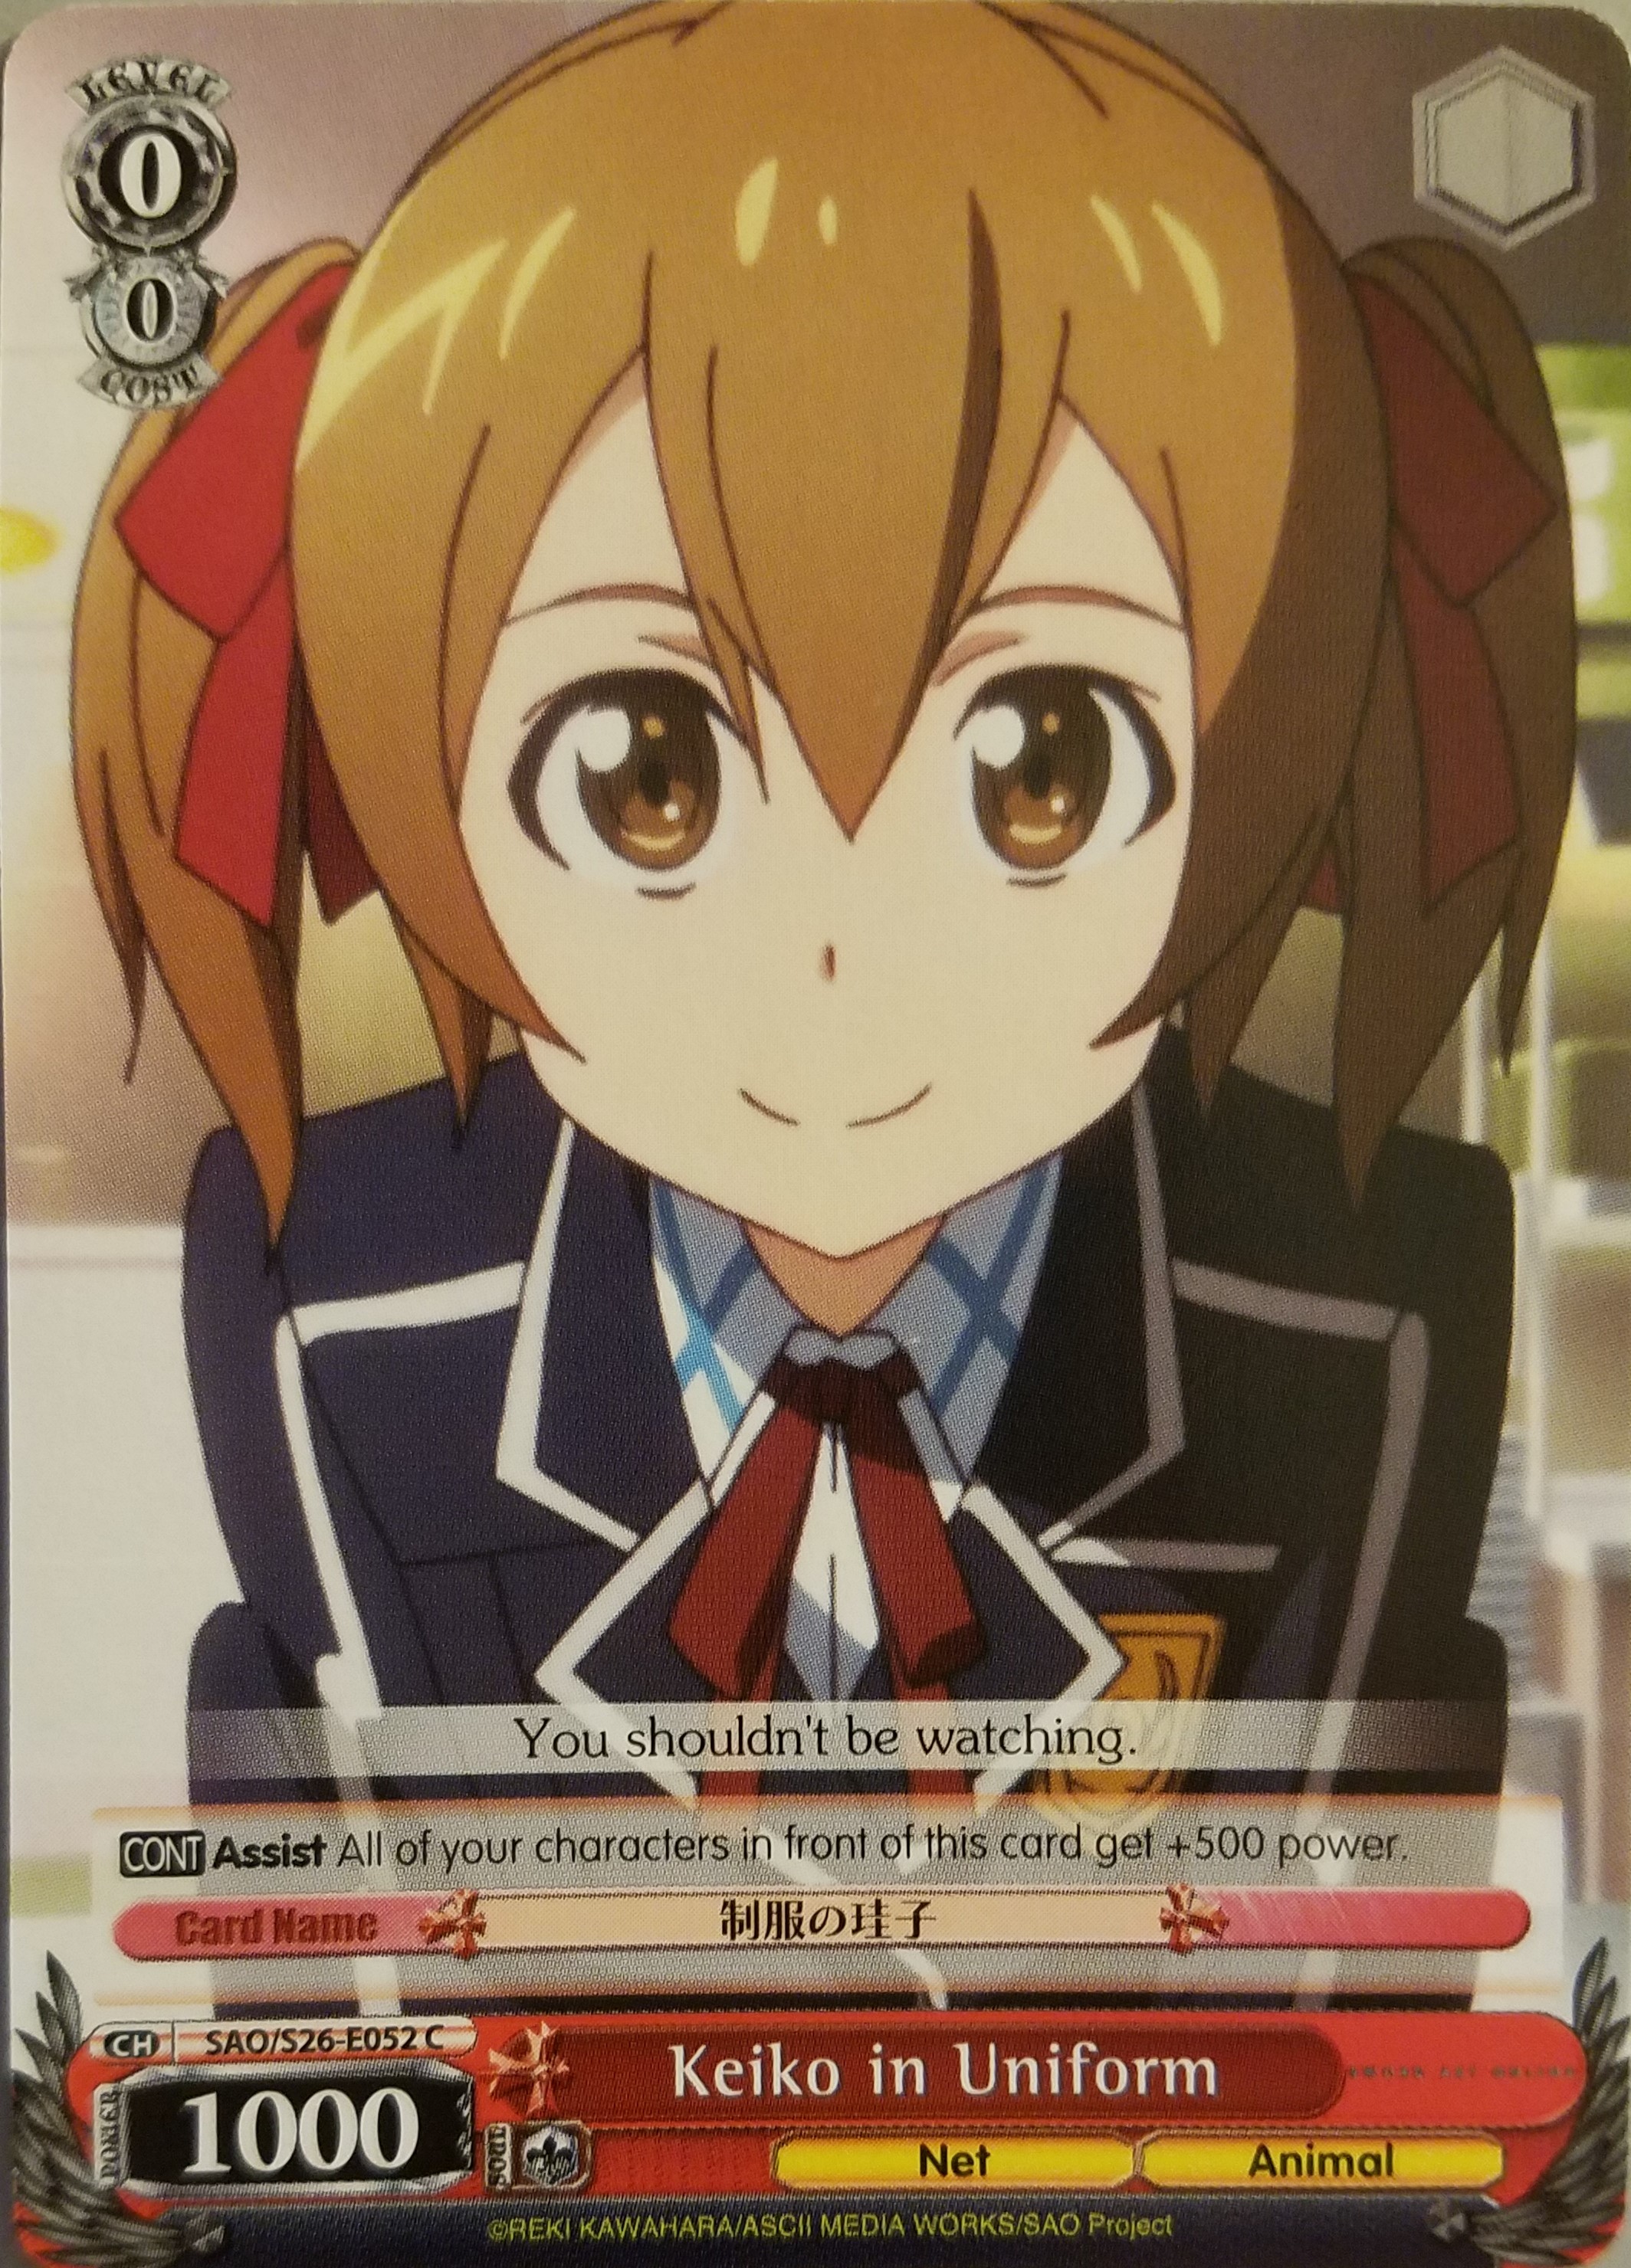 LEVEL
0
0
COST
You shouldn't be watching.
CONT Assist All of your characters in front of this card get +500 power.
Card Name
制服の珪子
CH SAO/S26-E052 C
Keiko in Uniform
POWER
1000
SOUL
Net
Animal
©REKI KAWAHARA/ASCII MEDIA WORKS/SAO Project